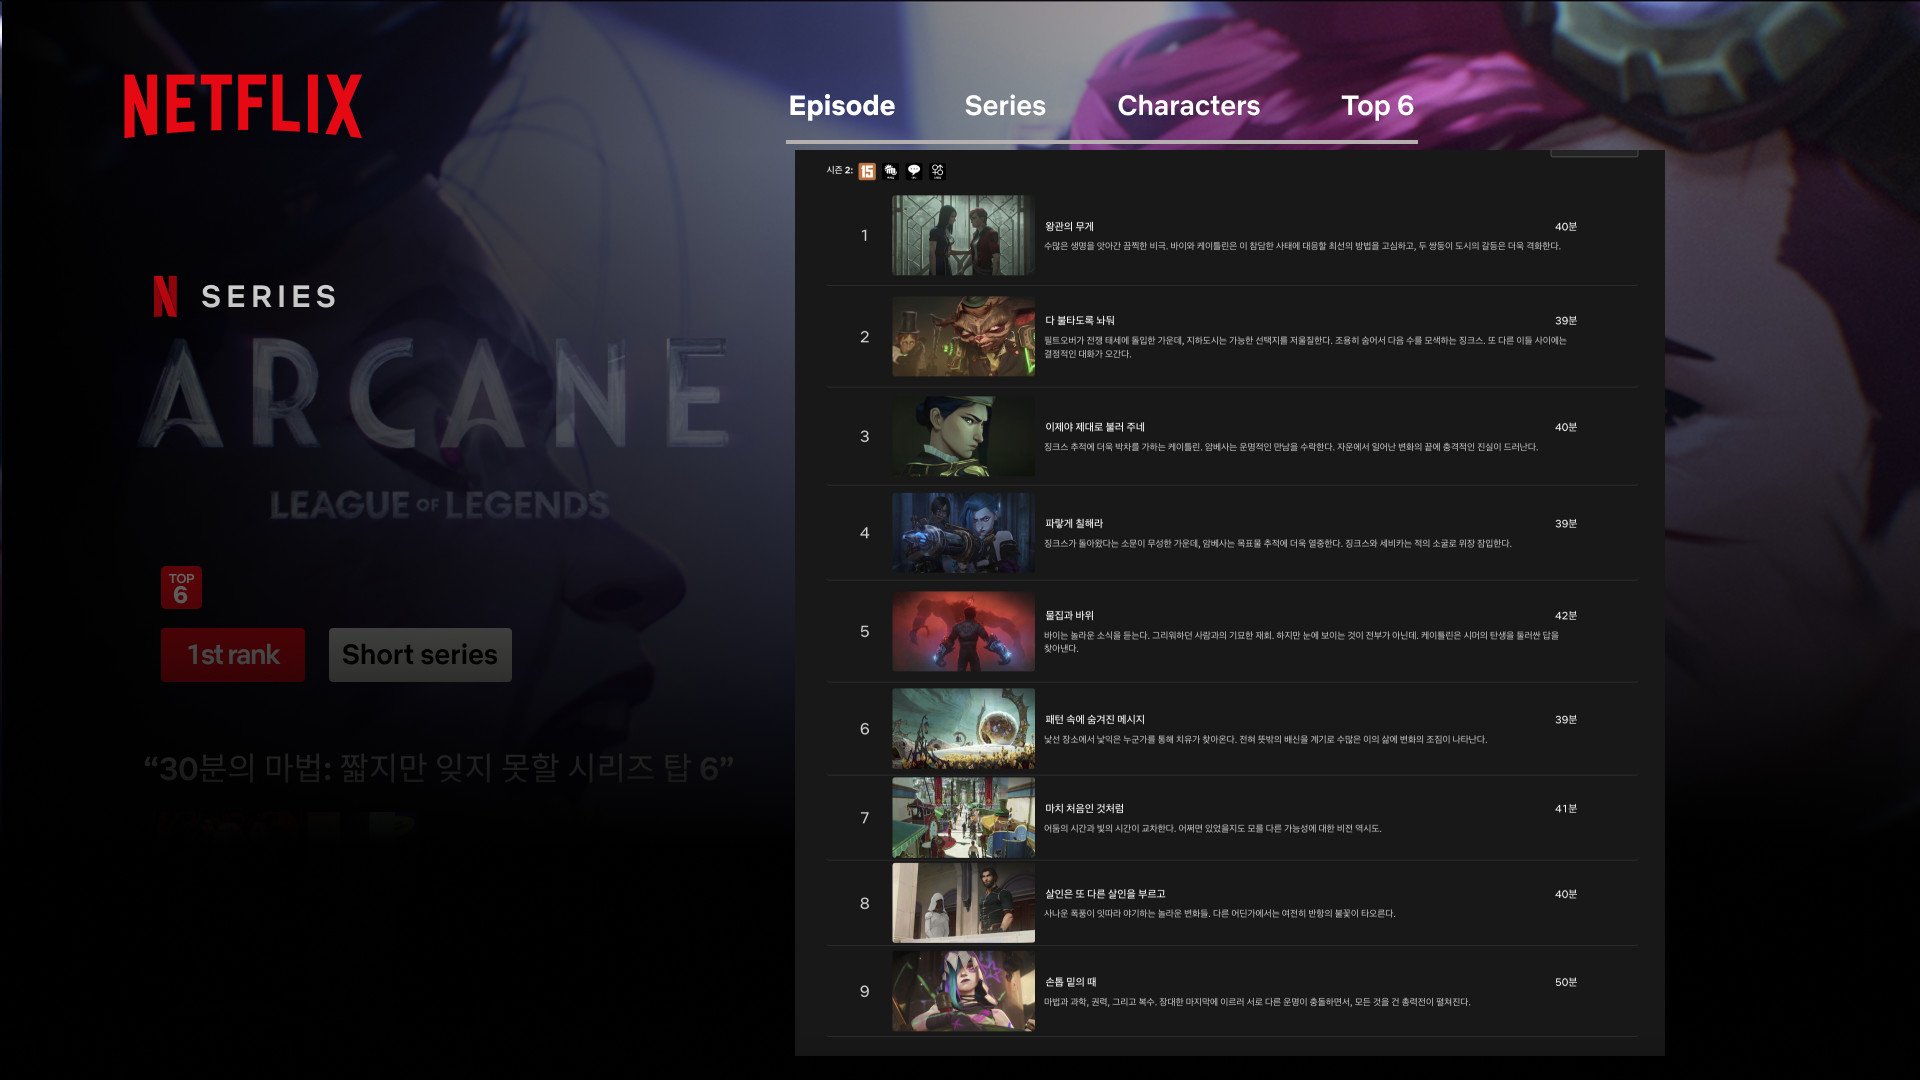 NETFLIX
Episode
Series
Characters
Top 6
N SERIES
ARCANE
LEAGUE OF LEGENDS
TOP
6
1st rank
Short series
“30분의 마법: 짧지만 잊지 못할 시리즈 탑 6”
시즌 2:
15
1
왕관의 무게
40분
수많은 생명을 앗아간 끔찍한 비극. 바이와 케이틀린은 이 참담한 사태에 대응할 최선의 방법을 고심하고, 두 쌍둥이 도시의 갈등은 더욱 격화한다.
2
다 불타도록 놔둬
39분
필트오버가 전쟁 태세에 돌입한 가운데, 지하도시는 가능한 선택지를 저울질한다. 조용히 숨어서 다음 수를 모색하는 징크스. 또 다른 이들 사이에는
결정적인 대화가 오간다.
3
이제야 제대로 불러 주네
40분
징크스 추적에 더욱 박차를 가하는 케이틀린. 암베사는 운명적인 만남을 수락한다. 자운에서 일어난 변화의 끝에 충격적인 진실이 드러난다.
4
파랗게 칠해라
39분
징크스가 돌아왔다는 소문이 무성한 가운데, 암베사는 목표물 추적에 더욱 열중한다. 징크스와 세비카는 적의 소굴로 위장 잠입한다.
5
물집과 바위
42분
바이는 놀라운 소식을 듣는다. 그리워하던 사람과의 기묘한 재회. 하지만 눈에 보이는 것이 전부가 아닌데. 케이틀린은 시머의 탄생을 둘러싼 답을
찾아낸다.
6
패턴 속에 숨겨진 메시지
39분
낯선 장소에서 낯익은 누군가를 통해 치유가 찾아온다. 전혀 뜻밖의 배신을 계기로 수많은 이의 삶에 변화의 조짐이 나타난다.
7
마치 처음인 것처럼
41분
어둠의 시간과 빛의 시간이 교차한다. 어쩌면 있었을지도 모를 다른 가능성에 대한 비전 역시도.
8
살인은 또 다른 살인을 부르고
40분
사나운 폭풍이 잇따라 야기하는 놀라운 변화들. 다른 어딘가에서는 여전히 반항의 불꽃이 타오른다.
9
손톱 밑의 때
50분
마법과 과학, 권력, 그리고 복수. 장대한 마지막에 이르러 서로 다른 운명이 충돌하면서, 모든 것을 건 총력전이 펼쳐진다.